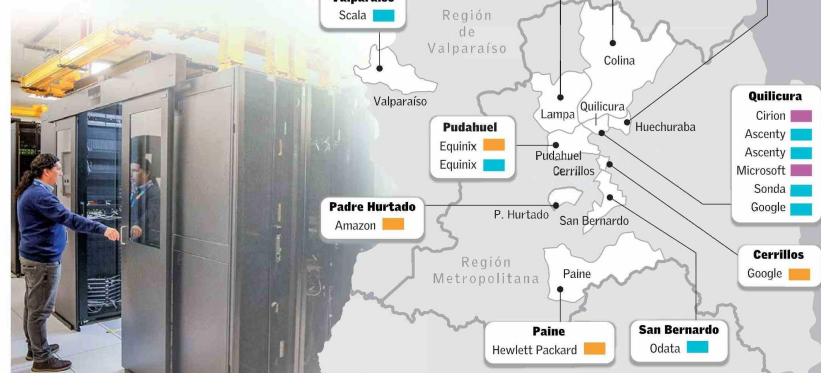 Valparaíso
Scala
Región
de
Valparaíso
Colina
Valparaíso
Lampa
Quilicura
Huechuraba
Pudahuel
Equinix
Equinix
Pudahuel
Cerrillos
Quilicura
Cirion
Ascenty
Ascenty
Microsoft
Sonda
Google
Padre Hurtado
Amazon
P. Hurtado
San Bernardo
Región
Metropolitana
Paine
Cerrillos
Google
Paine
Hewlett Packard
San Bernardo
Odata